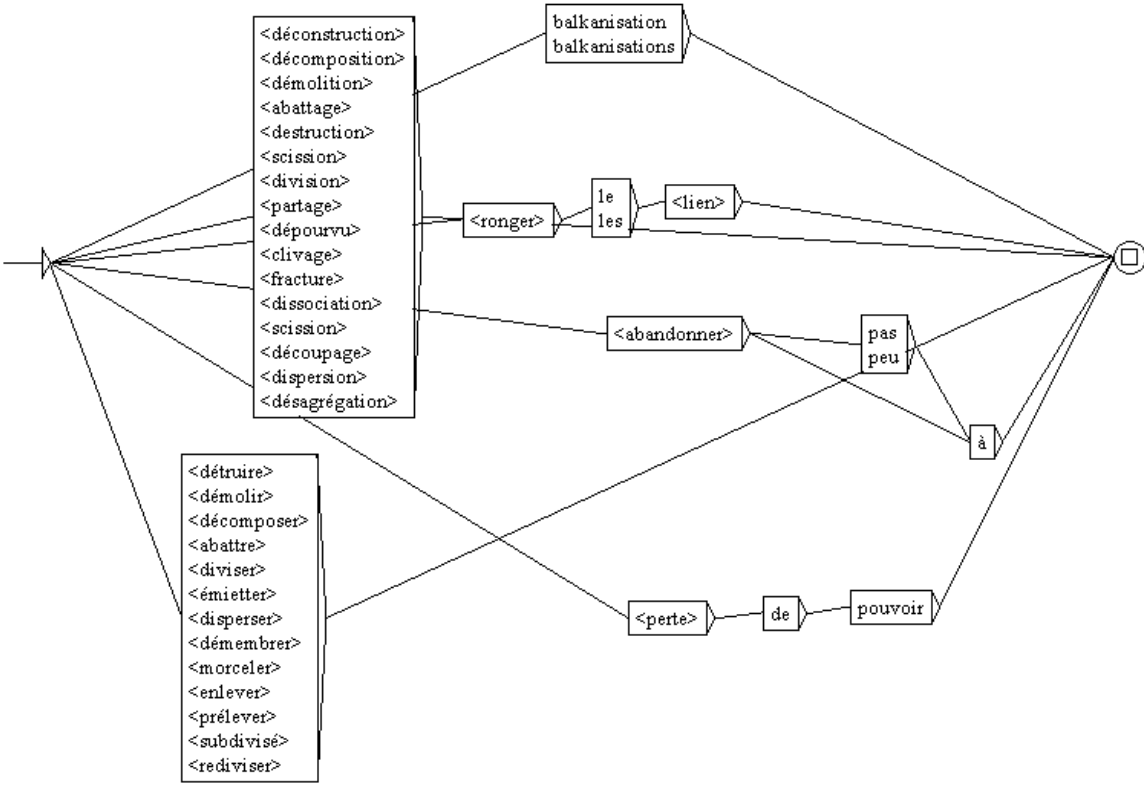 <déconstruction>
<décomposition>
<démolition>
<abattage>
<destruction>
<scission>
<division>
<partage>
<dépourvu>
<clivage>
<fracture>
<dissociation>
<scission>
<découpage>
<dispersion>
<désagrégation>
balkanisation
balkanisations
<ronger>
le
les
<lien>
<abandonner>
pas
peu
à
<détruire>
<démolir>
<décomposer>
<abattre>
<diviser>
<émietter>
<disperser>
<démembrer>
<morceler>
<enlever>
<prélever>
<subdivisé>
<rediviser>
<perte>
de
pouvoir